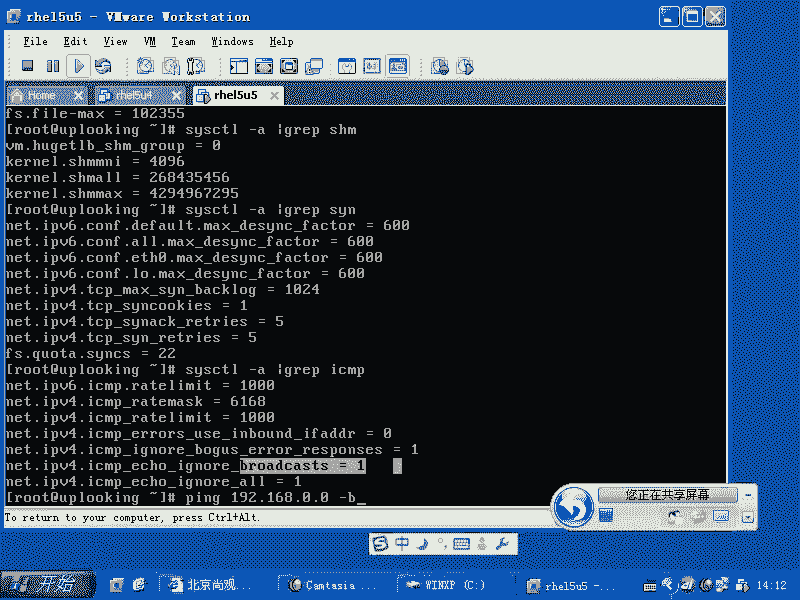 rhel5u5 - VMware Workstation
File Edit View VM Team Windows Help
Home rhel5u4 rhel5u5
fs.file-max = 102355
[root@uplooking ~]# sysctl -a |grep shm
vm.hugetlb_shm_group = 0
kernel.shmmni = 4096
kernel.shmall = 268435456
kernel.shmmax = 4294967295
[root@uplooking ~]# sysctl -a |grep syn
net.ipv6.conf.default.max_desync_factor = 600
net.ipv6.conf.all.max_desync_factor = 600
net.ipv6.conf.eth0.max_desync_factor = 600
net.ipv6.conf.lo.max_desync_factor = 600
net.ipv4.tcp_max_syn_backlog = 1024
net.ipv4.tcp_syncookies = 1
net.ipv4.tcp_synack_retries = 5
net.ipv4.tcp_syn_retries = 5
fs.quota.syncs = 22
[root@uplooking ~]# sysctl -a |grep icmp
net.ipv6.icmp.ratelimit = 1000
net.ipv4.icmp_ratemask = 6168
net.ipv4.icmp_ratelimit = 1000
net.ipv4.icmp_errors_use_inbound_ifaddr = 0
net.ipv4.icmp_ignore_bogus_error_responses = 1
net.ipv4.icmp_echo_ignore_broadcasts = 1
net.ipv4.icmp_echo_ignore_all = 1
[root@uplooking ~]# ping 192.168.0.0 -b_
您正在共享屏幕
To return to your computer, press Ctrl+Alt.
中
开始 北京尚观... Camtasia ... WINXP (C:) rhel5u5 -... 14:12